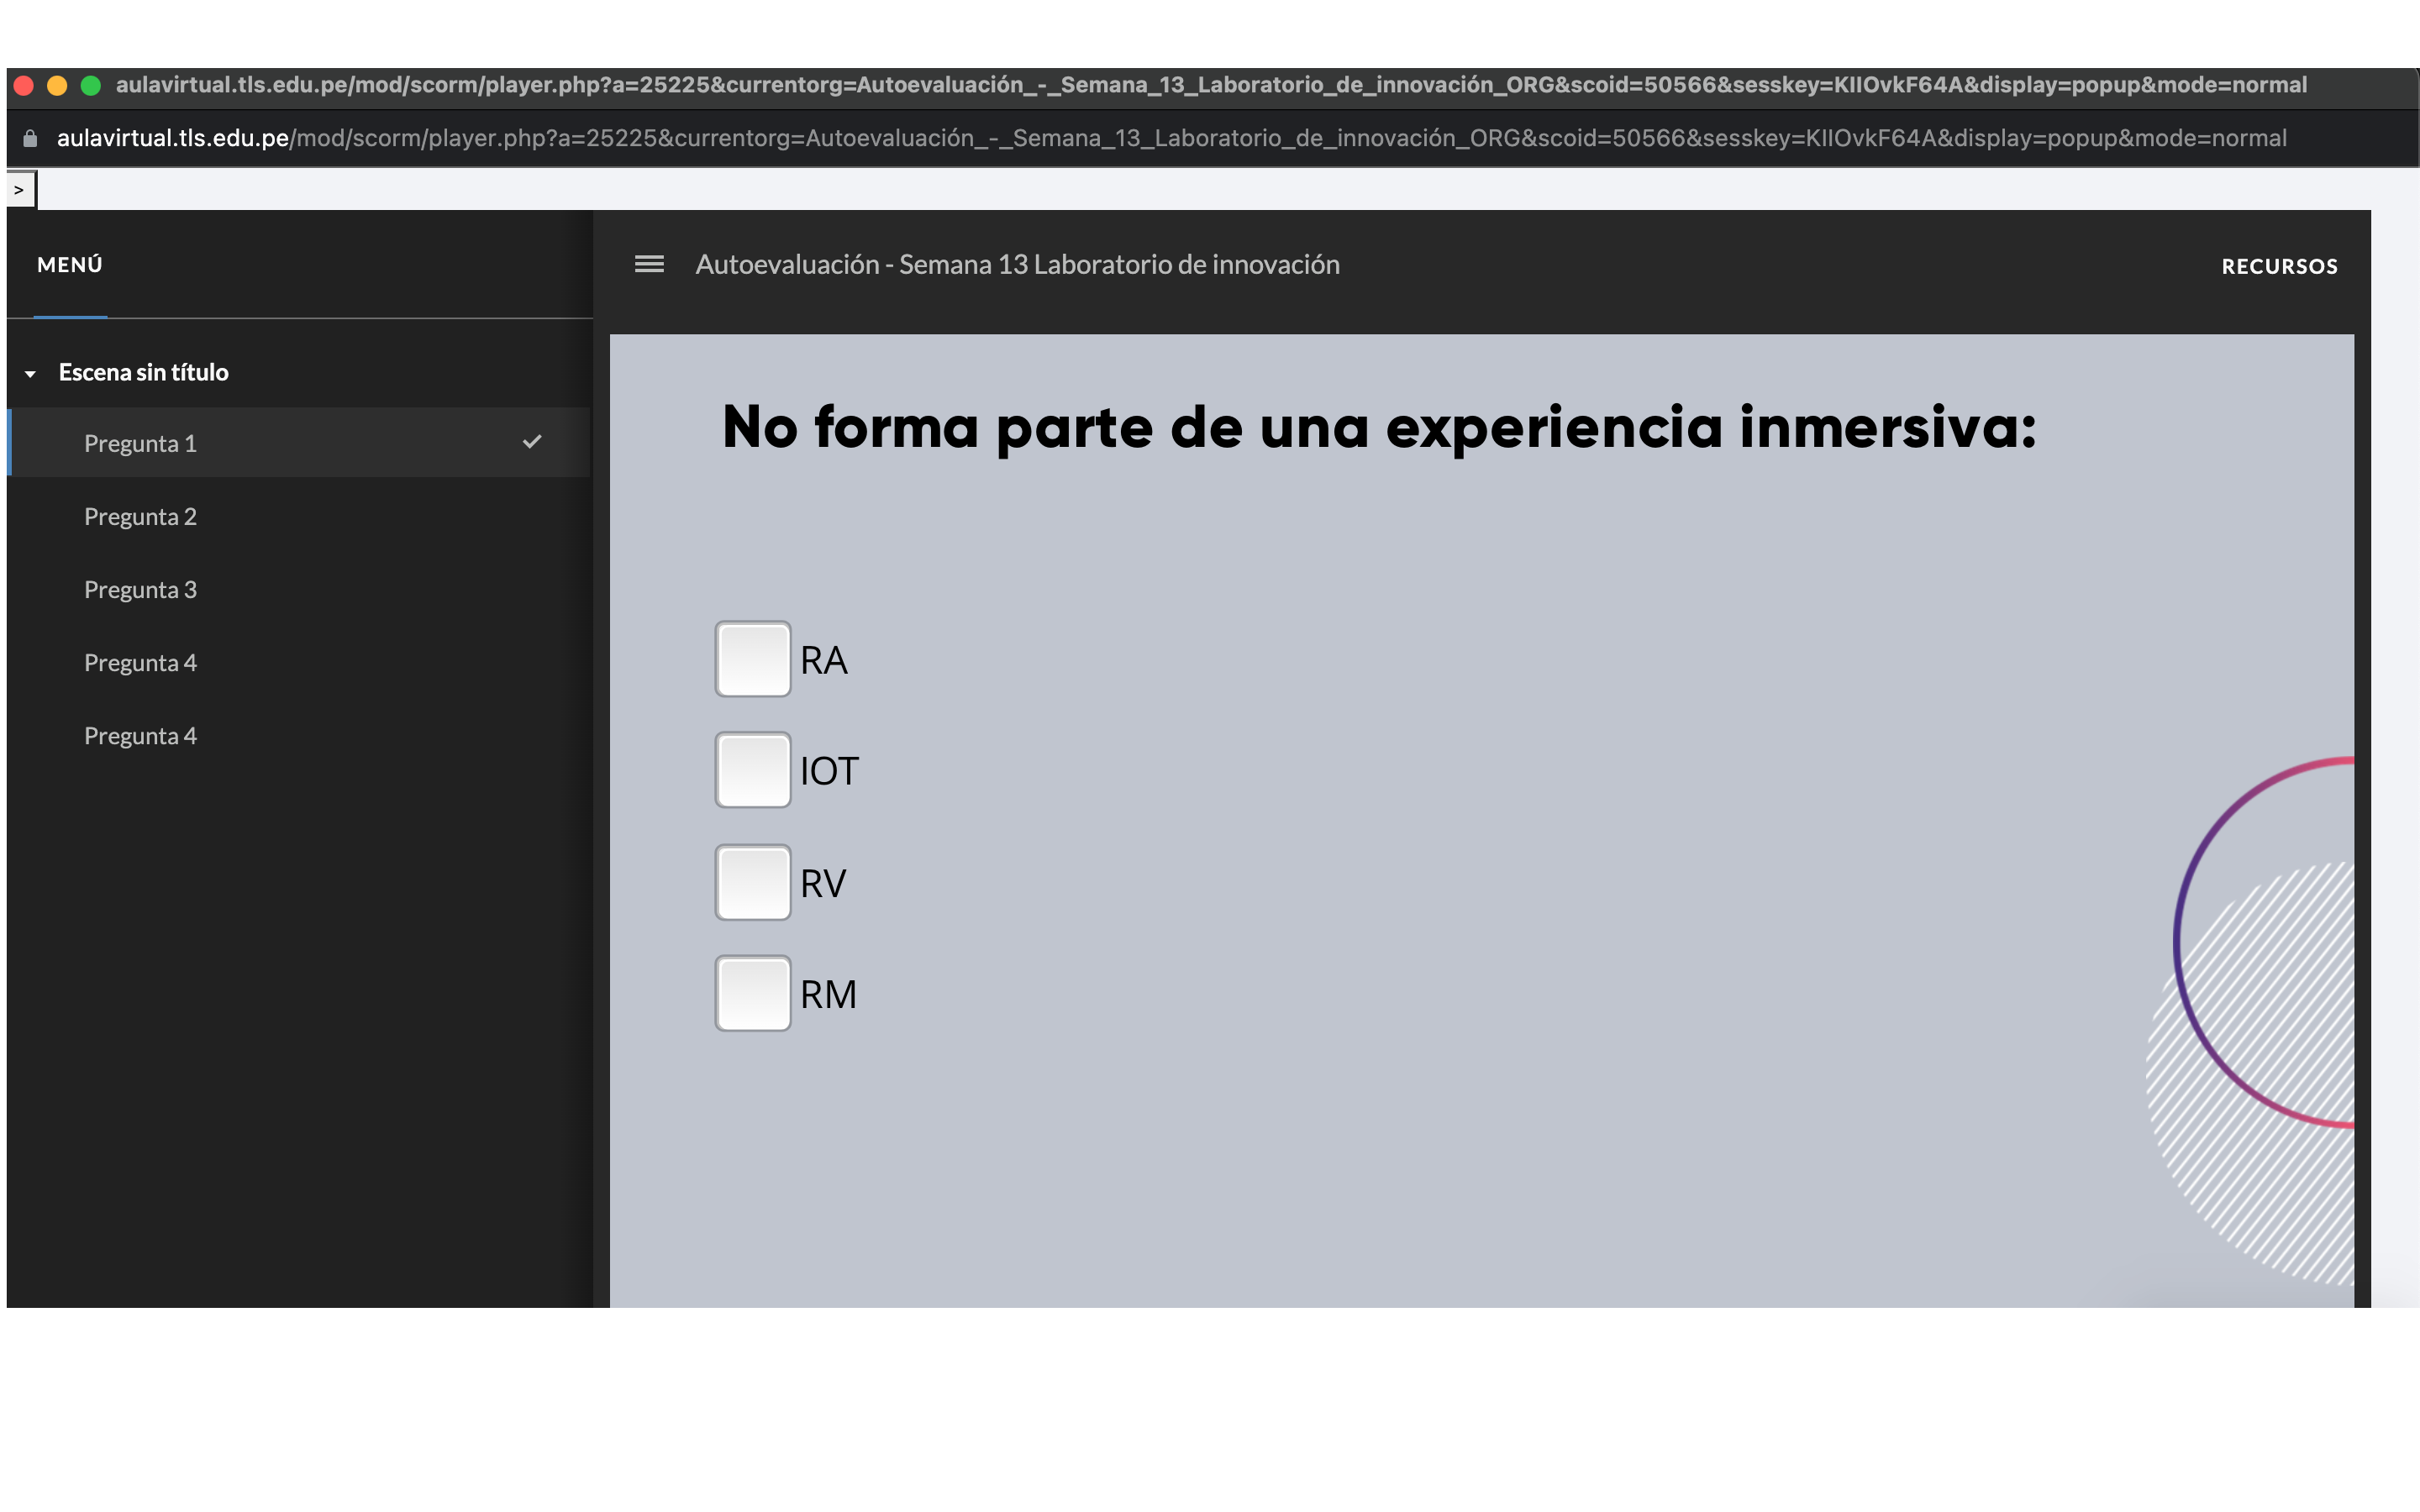 aulavirtual.tls.edu.pe/mod/scorm/player.php?a=25225&currentorg=Autoevaluación_-_Semana_13_Laboratorio_de_innovación_ORG&scoid=50566&sesskey=KIIOvkF64A&display=popup&mode=normal
aulavirtual.tls.edu.pe/mod/scorm/player.php?a=25225&currentorg=Autoevaluación_-_Semana_13_Laboratorio_de_innovación_ORG&scoid=50566&sesskey=KIIOvkF64A&display=popup&mode=normal
>
MENÚ
Escena sin título
Pregunta 1
Pregunta 2
Pregunta 3
Pregunta 4
Pregunta 4
Autoevaluación - Semana 13 Laboratorio de innovación
RECURSOS
No forma parte de una experiencia inmersiva:
RA
IOT
RV
RM